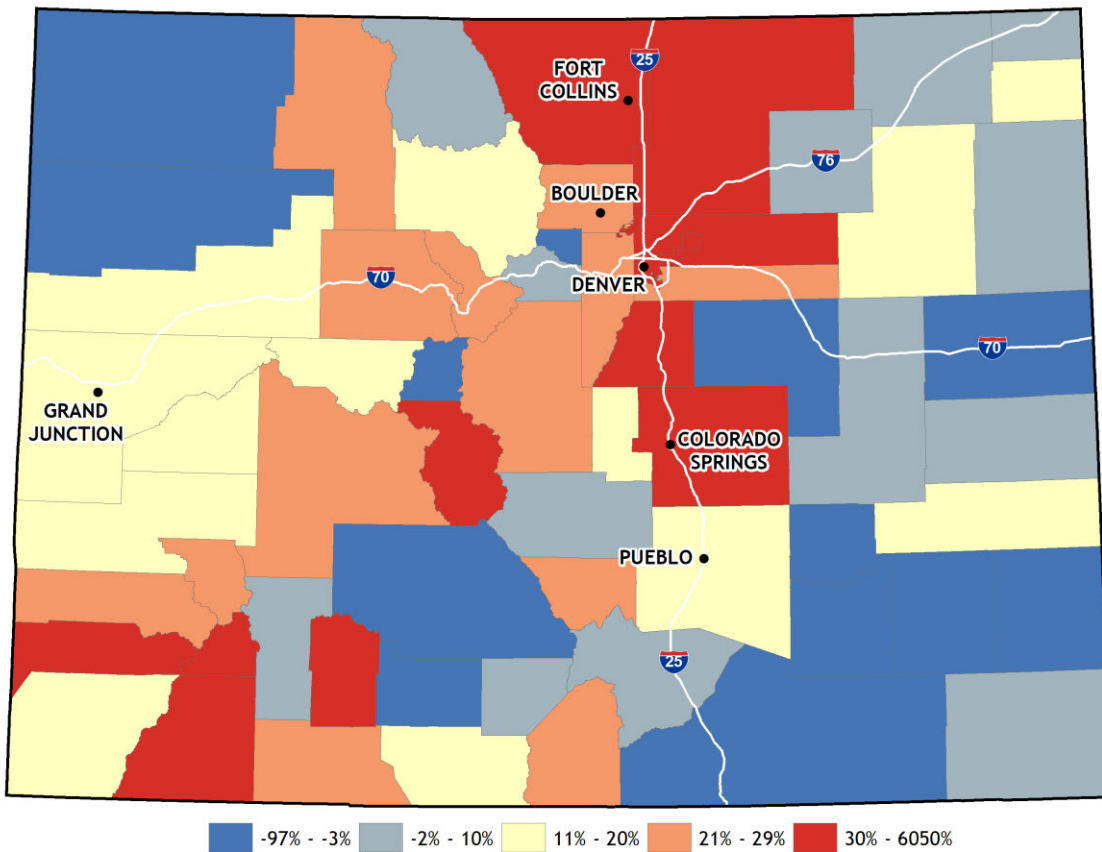 25
FORT
COLLINS
76
BOULDER
70
DENVER
70
GRAND
JUNCTION
COLORADO
SPRINGS
PUEBLO
25
-97% - -3%
-2% - 10%
11% - 20%
21% - 29%
30% - 6050%